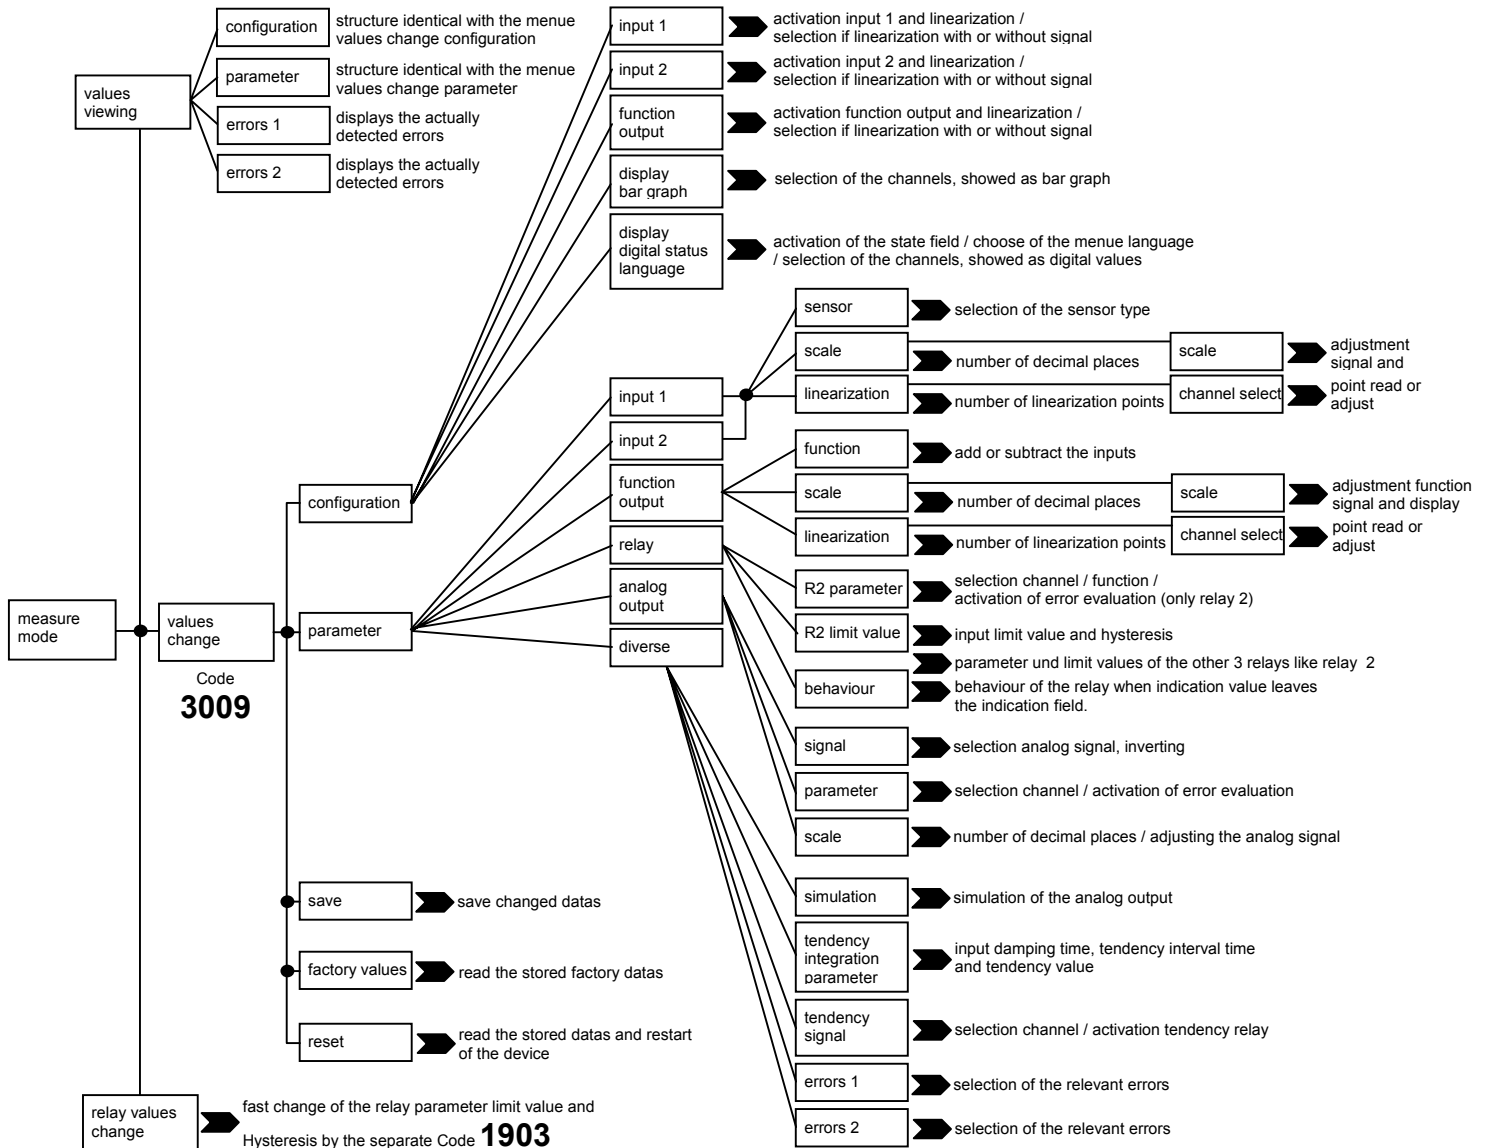 values
viewing
configuration
structure identical with the menue
values change configuration
parameter
structure identical with the menue
values change parameter
errors 1
displays the actually
detected errors
errors 2
displays the actually
detected errors
input 1
activation input 1 and linearization /
selection if linearization with or without signal
input 2
activation input 2 and linearization /
selection if linearization with or without signal
function
output
activation function output and linearization /
selection if linearization with or without signal
display
bar graph
selection of the channels, showed as bar graph
display
digital status
language
activation of the state field / choose of the menue language
/ selection of the channels, showed as digital values
measure
mode
values
change
Code
3009
configuration
parameter
input 1
input 2
function
output
relay
analog
output
diverse
sensor
selection of the sensor type
scale
number of decimal places
scale
adjustment
signal and
linearization
number of linearization points
channel select
point read or
adjust
function
add or subtract the inputs
scale
number of decimal places
scale
adjustment function
signal and display
linearization
number of linearization points
channel select
point read or
adjust
R2 parameter
selection channel / function /
activation of error evaluation (only relay 2)
R2 limit value
input limit value and hysteresis
parameter und limit values of the other 3 relays like relay 2
behaviour
behaviour of the relay when indication value leaves
the indication field.
signal
selection analog signal, inverting
parameter
selection channel / activation of error evaluation
scale
number of decimal places / adjusting the analog signal
simulation
simulation of the analog output
tendency
integration
parameter
input damping time, tendency interval time
and tendency value
tendency
signal
selection channel / activation tendency relay
errors 1
selection of the relevant errors
errors 2
selection of the relevant errors
save
save changed datas
factory values
read the stored factory datas
reset
read the stored datas and restart
of the device
relay values
change
fast change of the relay parameter limit value and
Hysteresis by the separate Code 1903